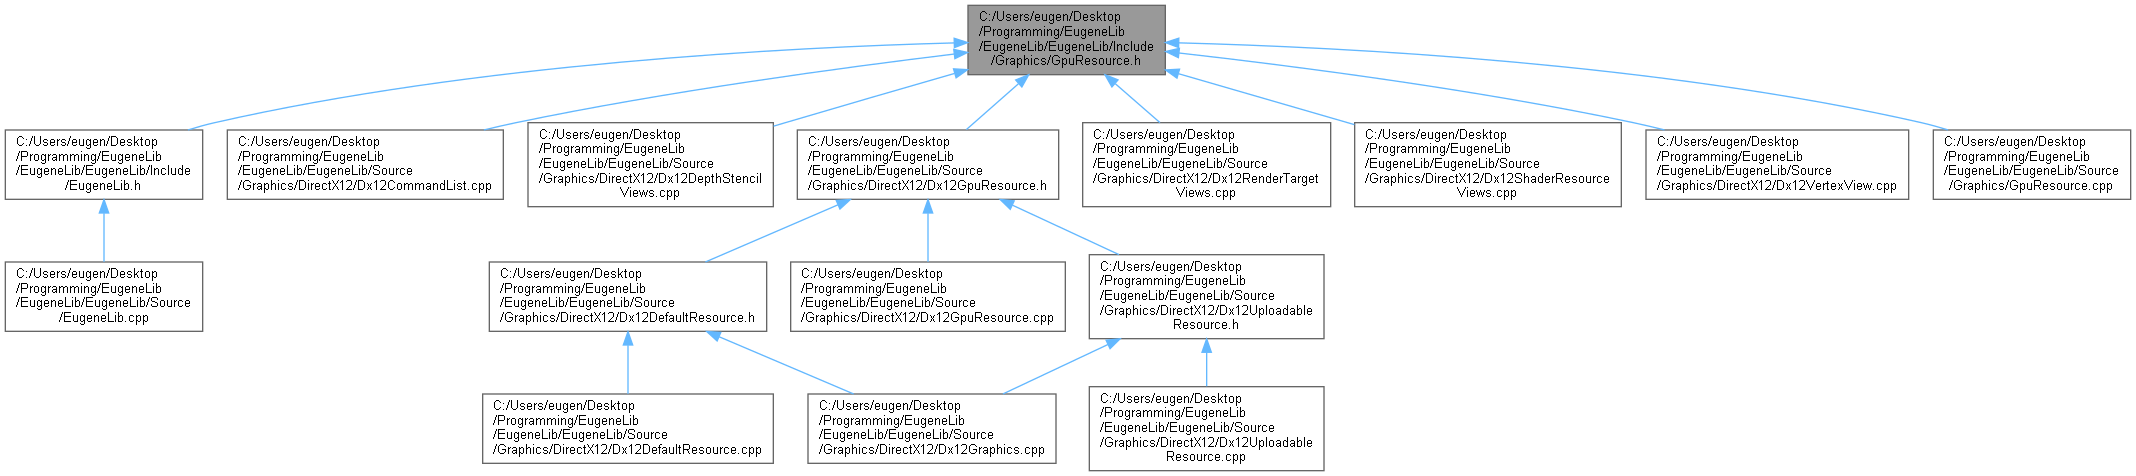 C:/Users/eugen/Desktop
/Programming/EugeneLib
/EugeneLib/EugeneLib/Include
/Graphics/GpuResource.h
C:/Users/eugen/Desktop
/Programming/EugeneLib
/EugeneLib/EugeneLib/Include
/EugeneLib.h
C:/Users/eugen/Desktop
/Programming/EugeneLib
/EugeneLib/EugeneLib/Source
/Graphics/DirectX12/Dx12CommandList.cpp
C:/Users/eugen/Desktop
/Programming/EugeneLib
/EugeneLib/EugeneLib/Source
/Graphics/DirectX12/Dx12DepthStencil
Views.cpp
C:/Users/eugen/Desktop
/Programming/EugeneLib
/EugeneLib/EugeneLib/Source
/Graphics/DirectX12/Dx12GpuResource.h
C:/Users/eugen/Desktop
/Programming/EugeneLib
/EugeneLib/EugeneLib/Source
/Graphics/DirectX12/Dx12RenderTarget
Views.cpp
C:/Users/eugen/Desktop
/Programming/EugeneLib
/EugeneLib/EugeneLib/Source
/Graphics/DirectX12/Dx12ShaderResource
Views.cpp
C:/Users/eugen/Desktop
/Programming/EugeneLib
/EugeneLib/EugeneLib/Source
/Graphics/DirectX12/Dx12VertexView.cpp
C:/Users/eugen/Desktop
/Programming/EugeneLib
/EugeneLib/EugeneLib/Source
/Graphics/GpuResource.cpp
C:/Users/eugen/Desktop
/Programming/EugeneLib
/EugeneLib/EugeneLib/Source
/EugeneLib.cpp
C:/Users/eugen/Desktop
/Programming/EugeneLib
/EugeneLib/EugeneLib/Source
/Graphics/DirectX12/Dx12DefaultResource.h
C:/Users/eugen/Desktop
/Programming/EugeneLib
/EugeneLib/EugeneLib/Source
/Graphics/DirectX12/Dx12GpuResource.cpp
C:/Users/eugen/Desktop
/Programming/EugeneLib
/EugeneLib/EugeneLib/Source
/Graphics/DirectX12/Dx12Uploadable
Resource.h
C:/Users/eugen/Desktop
/Programming/EugeneLib
/EugeneLib/EugeneLib/Source
/Graphics/DirectX12/Dx12DefaultResource.cpp
C:/Users/eugen/Desktop
/Programming/EugeneLib
/EugeneLib/EugeneLib/Source
/Graphics/DirectX12/Dx12Graphics.cpp
C:/Users/eugen/Desktop
/Programming/EugeneLib
/EugeneLib/EugeneLib/Source
/Graphics/DirectX12/Dx12Uploadable
Resource.cpp